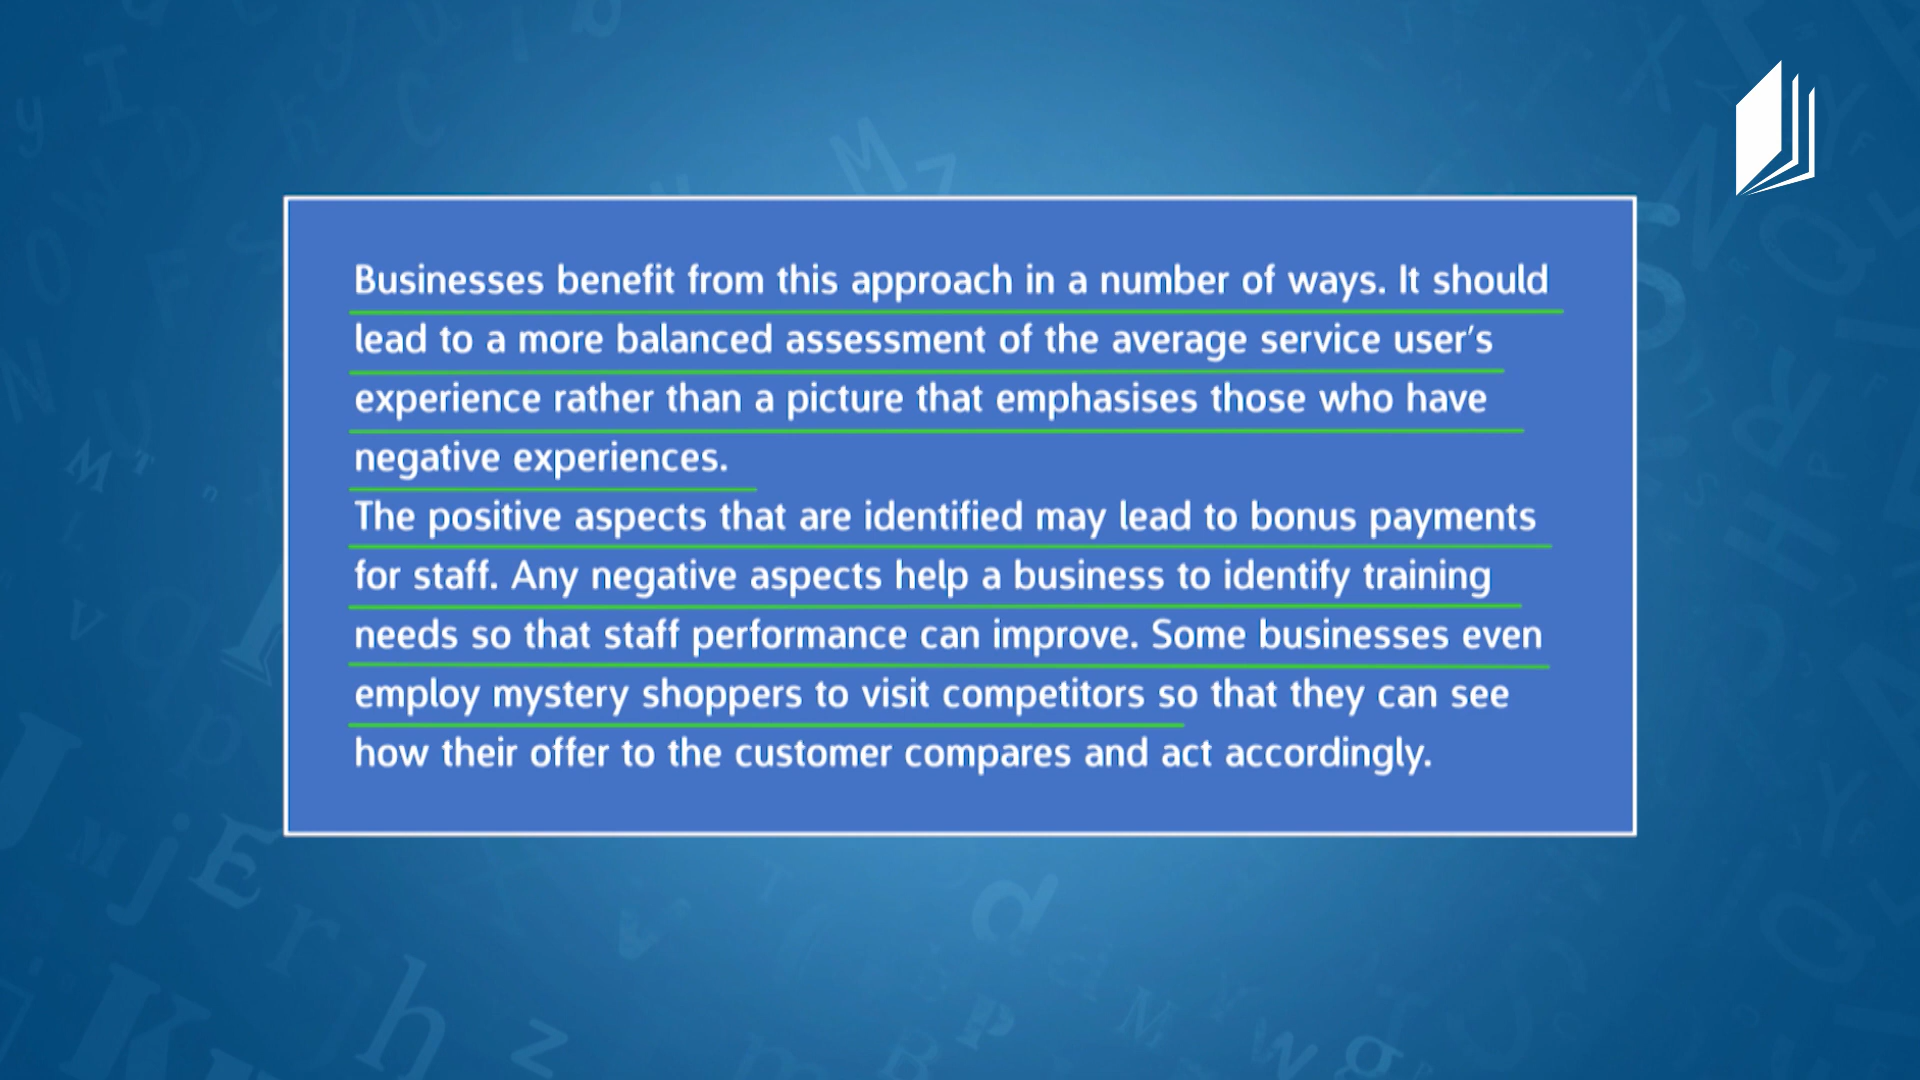 Businesses benefit from this approach in a number of ways. It should
lead to a more balanced assessment of the average service user's
experience rather than a picture that emphasises those who have
negative experiences.
The positive aspects that are identified may lead to bonus payments
for staff. Any negative aspects help a business to identify training
needs so that staff performance can improve. Some businesses even
employ mystery shoppers to visit competitors so that they can see
how their offer to the customer compares and act accordingly.